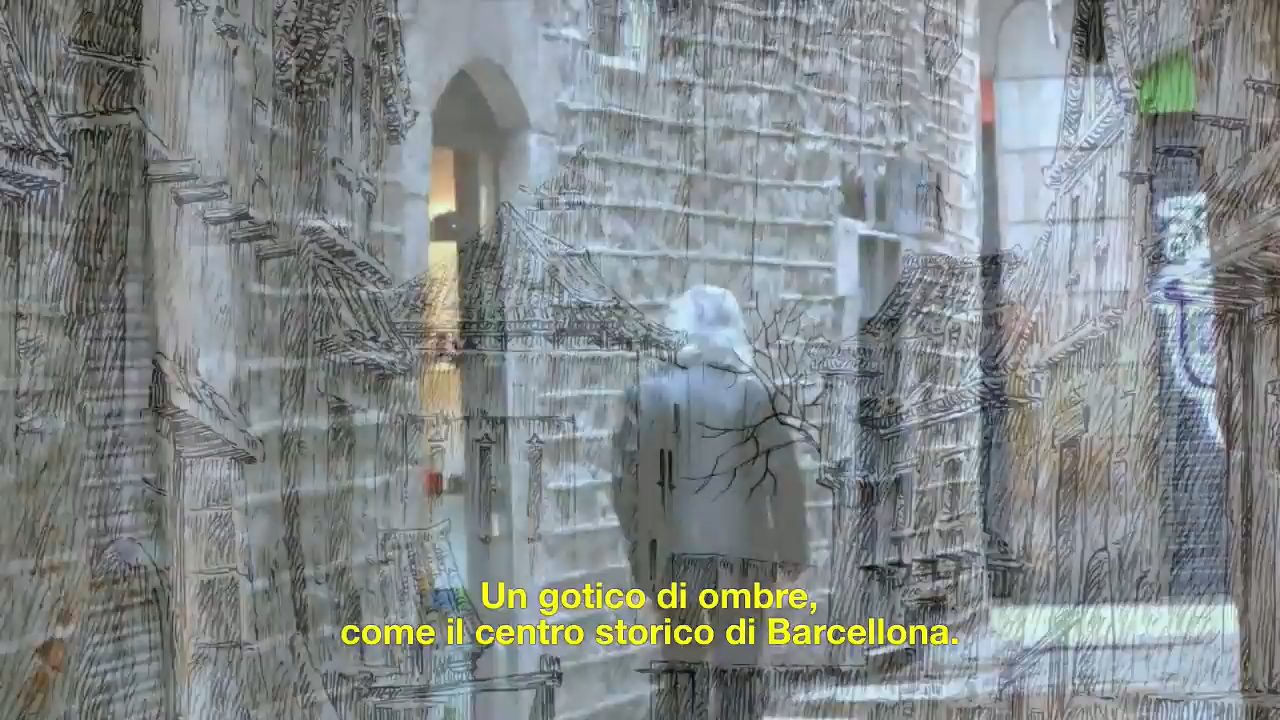 Un gotico di ombre,
come il centro storico di Barcellona.